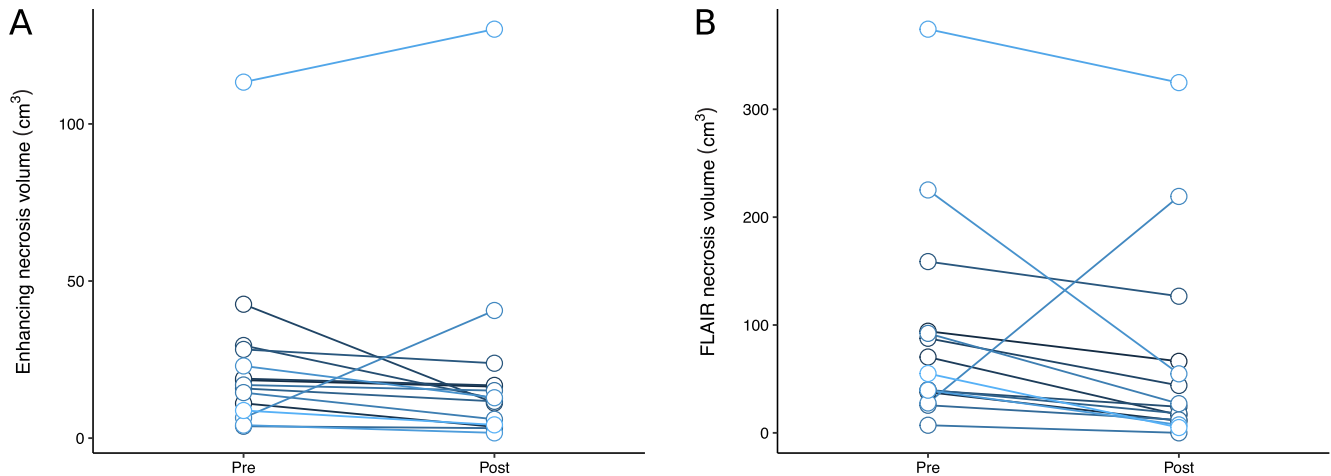 A
Enhancing necrosis volume (cm³)
100
50
0
Pre Post
B
FLAIR necrosis volume (cm³)
300
200
100
0
Pre Post